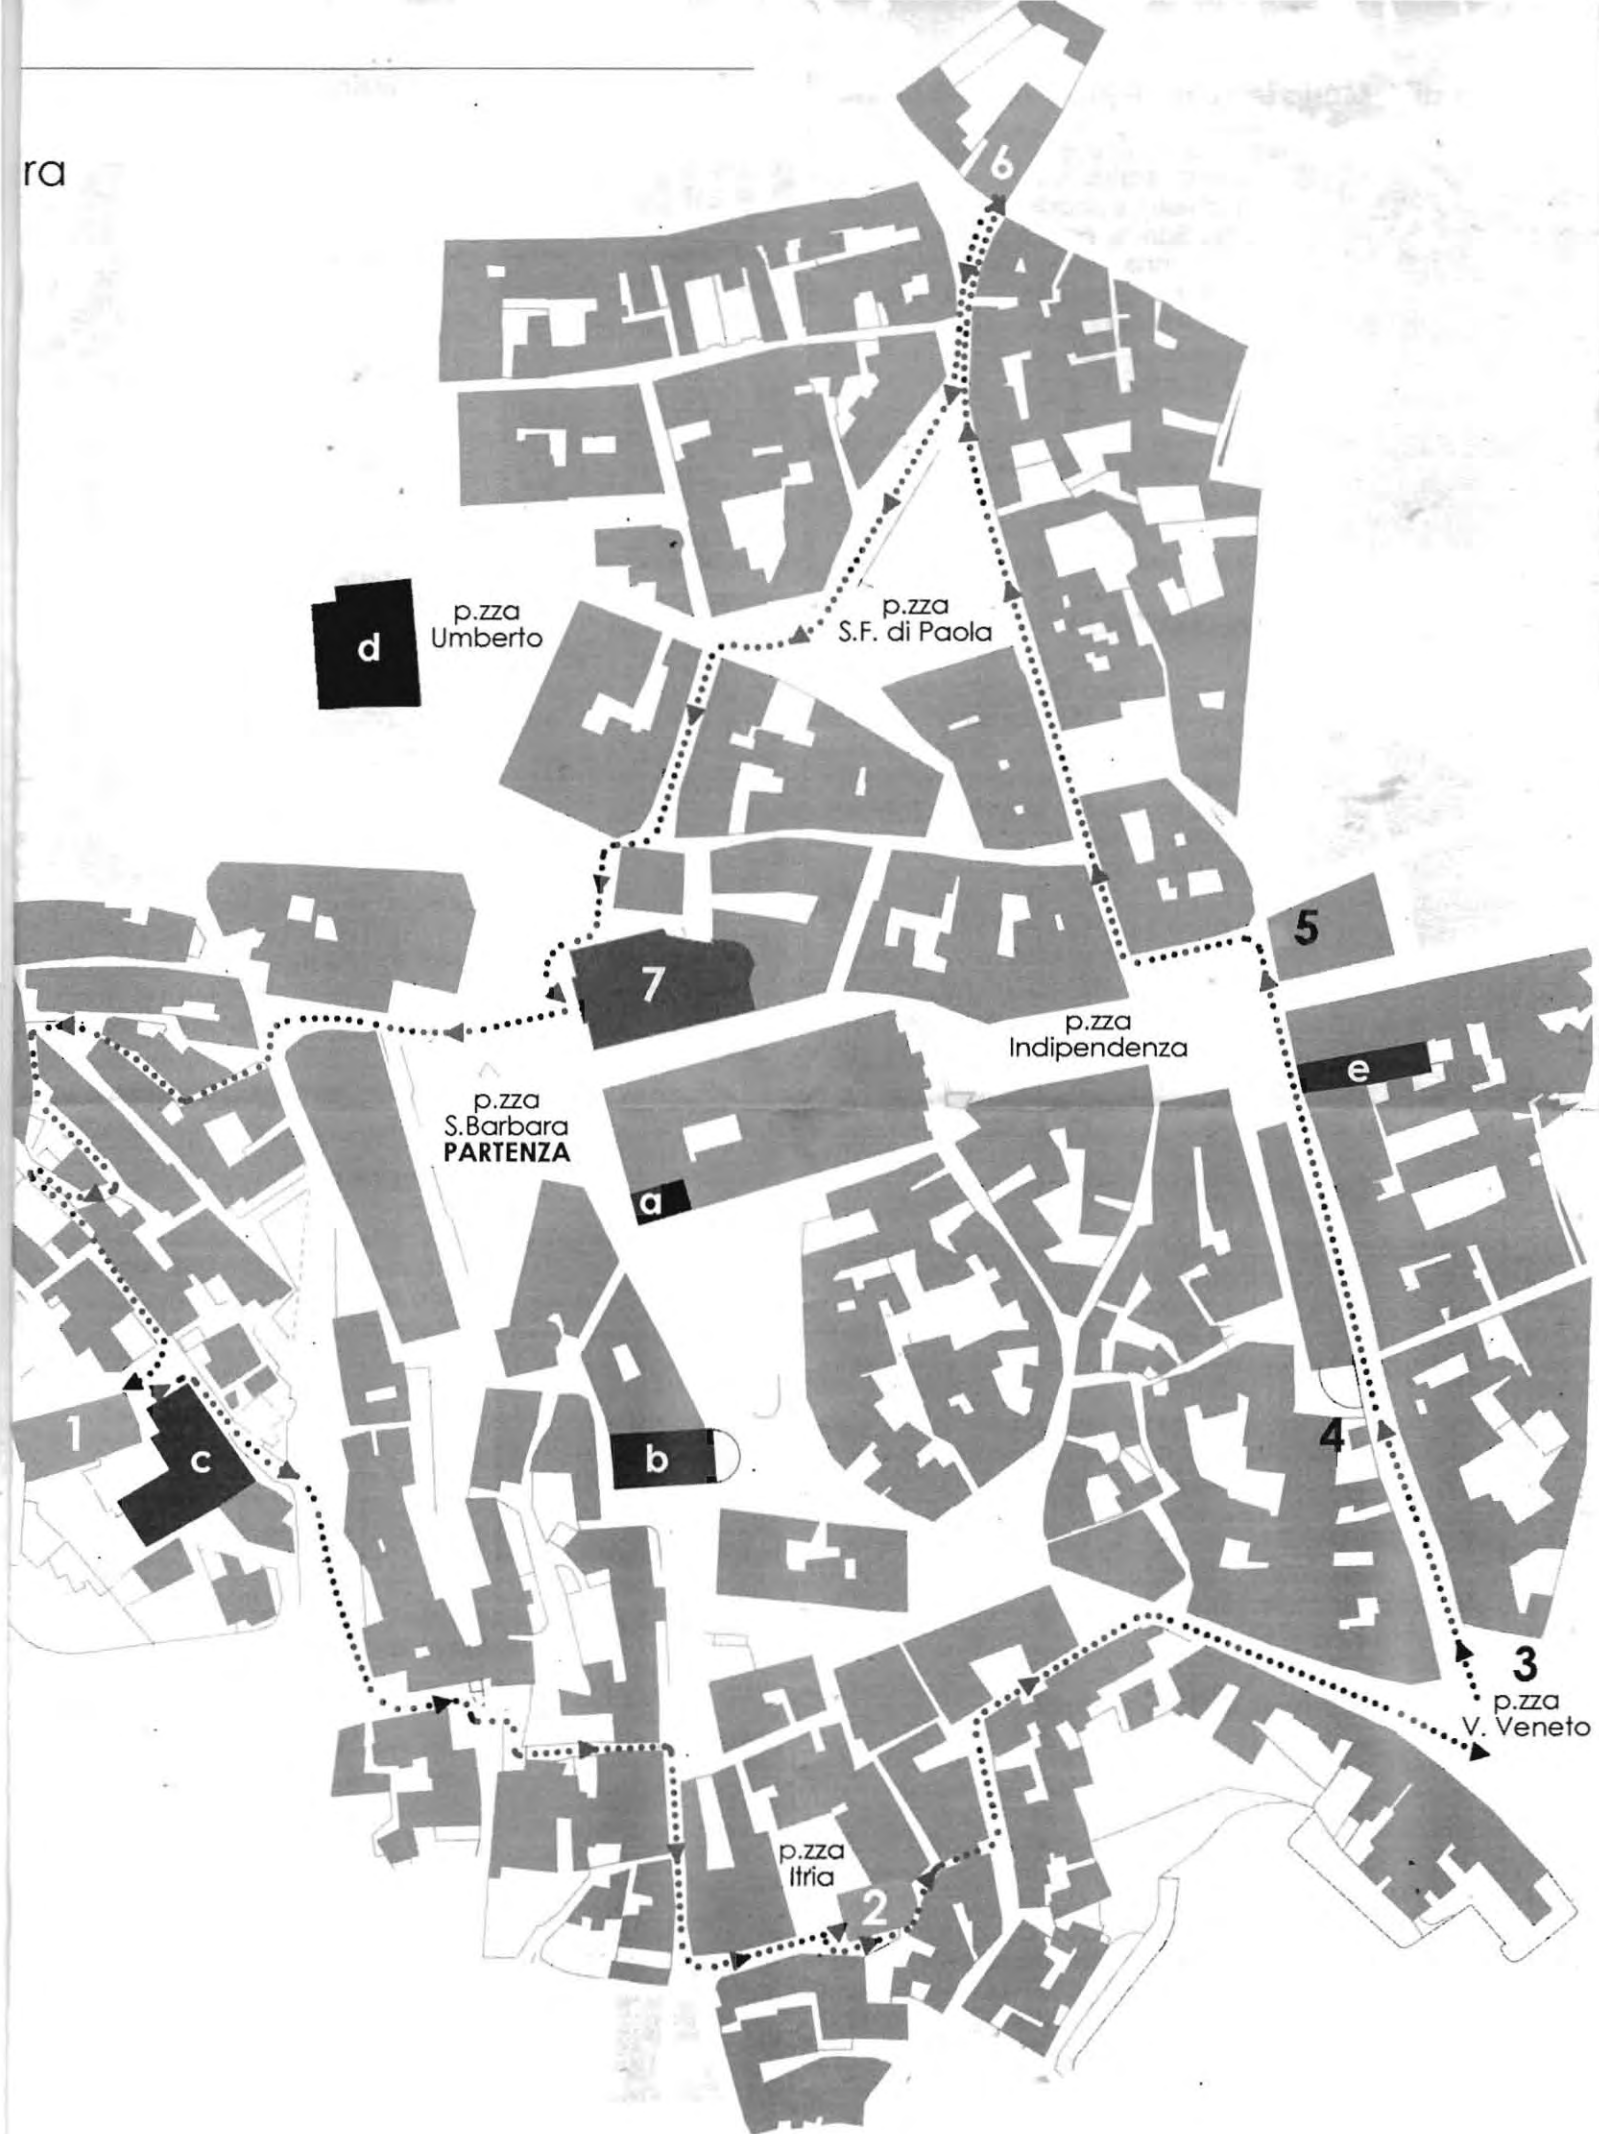 ra
6
d
p.zza
Umberto
p.zza
S.F. di Paola
5
7
p.zza
Indipendenza
e
p.zza
S.Barbara
PARTENZA
a
1
c
b
4
3
p.zza
V. Veneto
p.zza
Itria
2